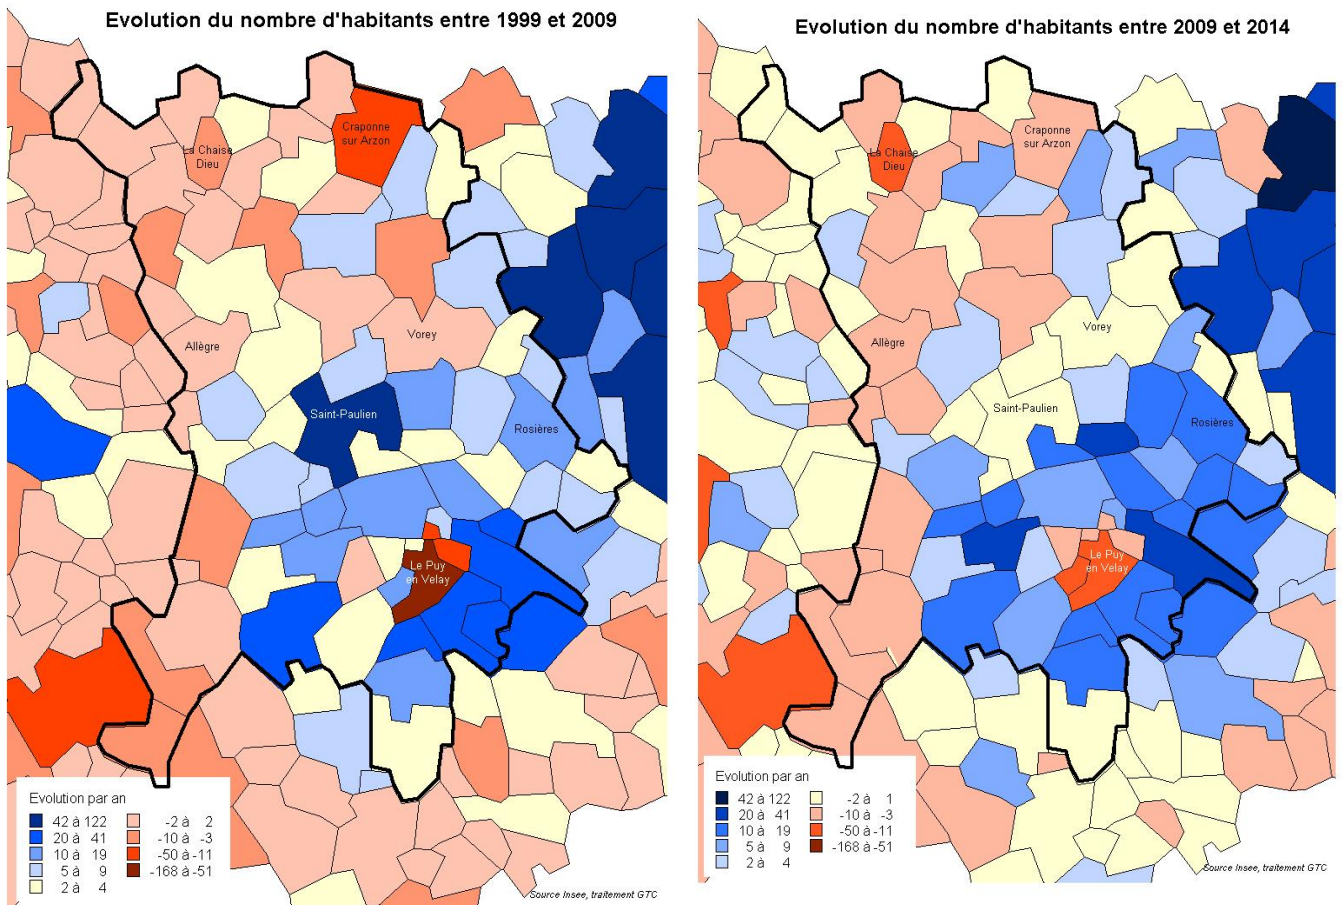 Evolution du nombre d'habitants entre 1999 et 2009
Craponne
sur Arzon
La Chaise
Dieu
Allègre
Vorey
Saint-Paulien
Rosières
Le Puy
en Velay
Evolution par an
42 à 122
20 à 41
10 à 19
5 à 9
2 à 4
-2 à 2
-10 à -3
-50 à -11
-168 à -51
Source Insee, traitement GTC
Evolution du nombre d'habitants entre 2009 et 2014
Craponne
sur Arzon
La Chaise
Dieu
Vorey
Allègre
Saint-Paulien
Rosières
Le Puy
en Velay
Evolution par an
42 à 122
20 à 41
10 à 19
5 à 9
2 à 4
-2 à 1
-10 à -3
-50 à -11
-168 à -51
Source Insee, traitement GTC